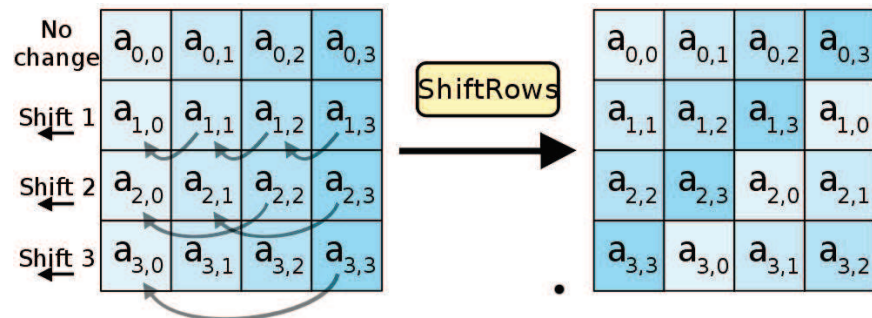 No
change
a0,0 a0,1 a0,2 a0,3
Shift 1
a1,0 a1,1 a1,2 a1,3
Shift 2
a2,0 a2,1 a2,2 a2,3
Shift 3
a3,0 a3,1 a3,2 a3,3
ShiftRows
a0,0 a0,1 a0,2 a0,3
a1,1 a1,2 a1,3 a1,0
a2,2 a2,3 a2,0 a2,1
a3,3 a3,0 a3,1 a3,2
.